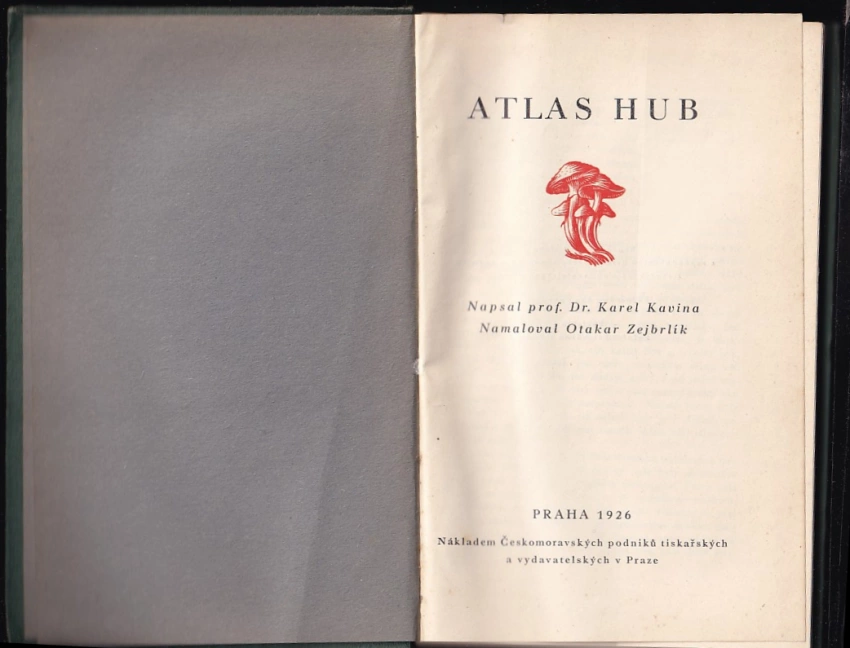 ATLAS HUB
Napsal prof. Dr. Karel Kavina
Namaloval Otakar Zejbrlík
PRAHA 1926
Nákladem Českomoravských podniků tiskařských
a vydavatelských v Praze